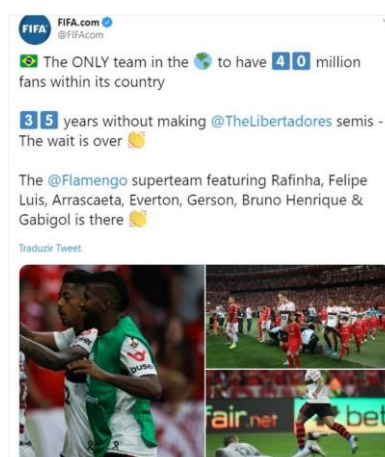 FIFA
FIFA.com
@FIFAcom
The ONLY team in the to have 4 0 million
fans within its country
3 5 years without making @TheLibertadores semis -
The wait is over
The @Flamengo superteam featuring Rafinha, Felipe
Luis, Arrascaeta, Everton, Gerson, Bruno Henrique &
Gabigol is there
Traduzir Tweet
buser
fair.net
bet